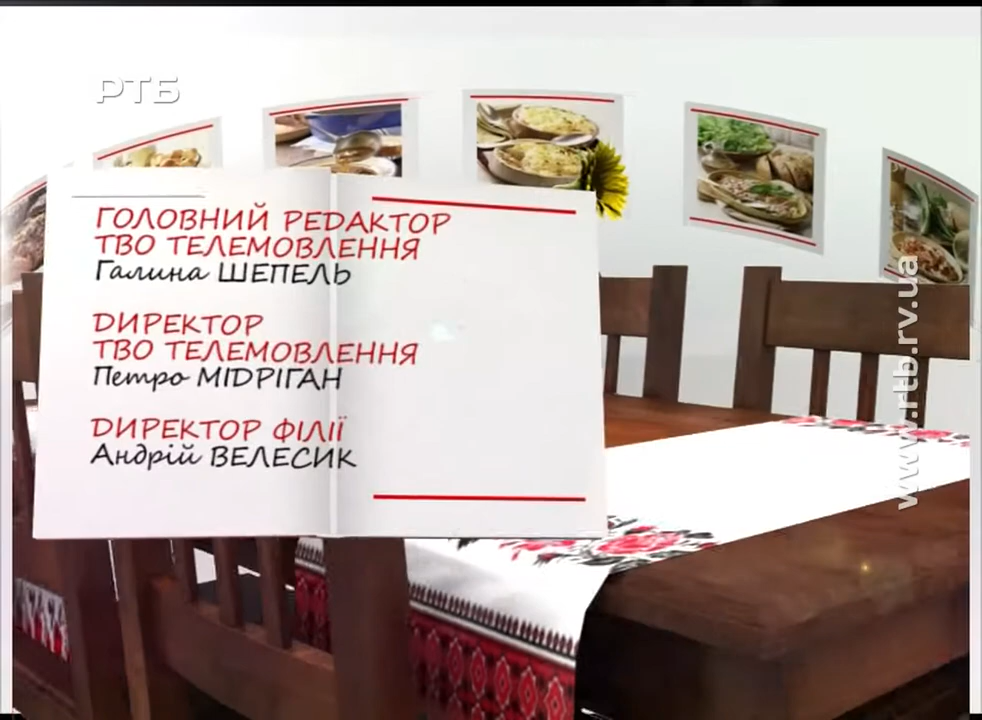 РТБ
ГОЛОВНИЙ РЕДАКТОР
ТВО ТЕЛЕМОВЛЕННЯ
Галина ШЕПЕЛЬ
ДИРЕКТОР
ТВО ТЕЛЕМОВЛЕННЯ
Петро МІДРІГАН
ДИРЕКТОР ФІЛІЇ
Андрій ВЕЛЕСИК
www.rtb.rv.ua